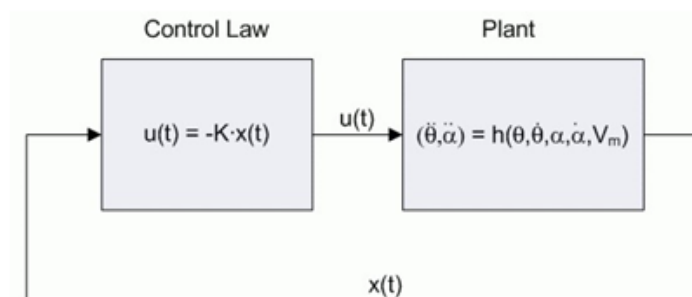 Control Law
Plant
u(t) = -K·x(t)
u(t)
(θ̈,α̈) = h(θ,θ̇,α,α̇,Vₘ)
x(t)